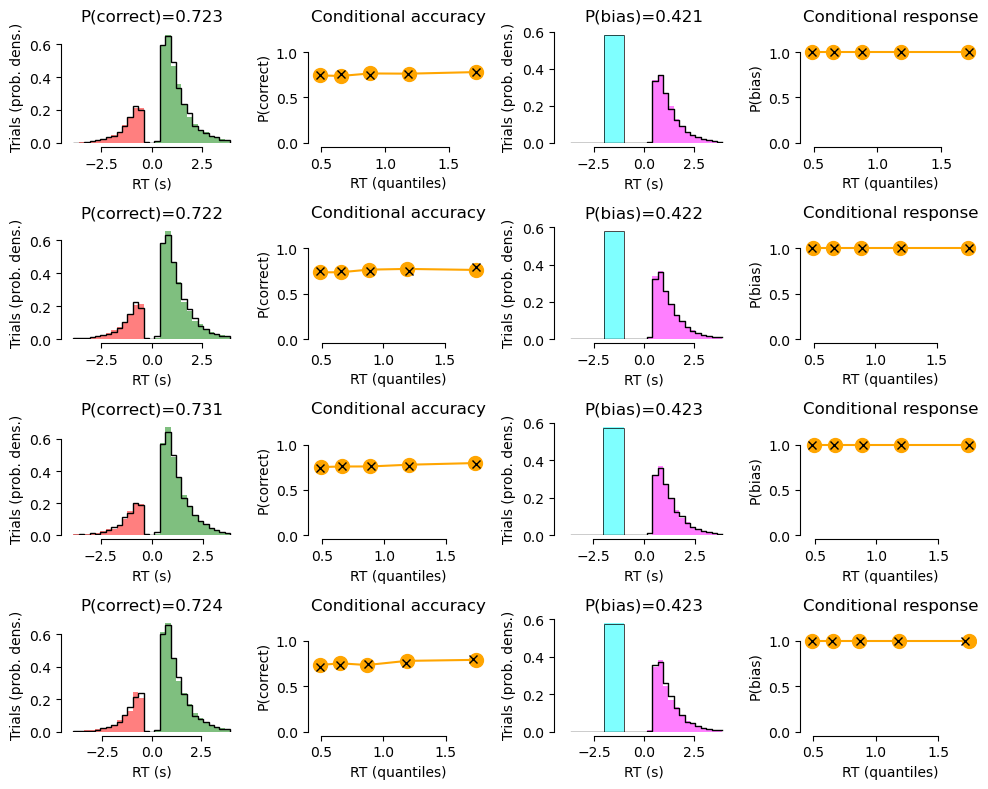 P(correct)=0.723
Trials (prob. dens.)
0.6
0.4
0.2
0.0
−2.5 0.0 2.5
RT (s)
Conditional accuracy
P(correct)
1.0
0.5
0.0
0.5 1.0 1.5
RT (quantiles)
P(bias)=0.421
Trials (prob. dens.)
0.6
0.4
0.2
0.0
−2.5 0.0 2.5
RT (s)
Conditional response
P(bias)
1.0
0.5
0.0
0.5 1.0 1.5
RT (quantiles)
P(correct)=0.722
Trials (prob. dens.)
0.6
0.4
0.2
0.0
−2.5 0.0 2.5
RT (s)
Conditional accuracy
P(correct)
1.0
0.5
0.0
0.5 1.0 1.5
RT (quantiles)
P(bias)=0.422
Trials (prob. dens.)
0.6
0.4
0.2
0.0
−2.5 0.0 2.5
RT (s)
Conditional response
P(bias)
1.0
0.5
0.0
0.5 1.0 1.5
RT (quantiles)
P(correct)=0.731
Trials (prob. dens.)
0.6
0.4
0.2
0.0
−2.5 0.0 2.5
RT (s)
Conditional accuracy
P(correct)
1.0
0.5
0.0
0.5 1.0 1.5
RT (quantiles)
P(bias)=0.423
Trials (prob. dens.)
0.6
0.4
0.2
0.0
−2.5 0.0 2.5
RT (s)
Conditional response
P(bias)
1.0
0.5
0.0
0.5 1.0 1.5
RT (quantiles)
P(correct)=0.724
Trials (prob. dens.)
0.6
0.4
0.2
0.0
−2.5 0.0 2.5
RT (s)
Conditional accuracy
P(correct)
1.0
0.5
0.0
0.5 1.0 1.5
RT (quantiles)
P(bias)=0.423
Trials (prob. dens.)
0.6
0.4
0.2
0.0
−2.5 0.0 2.5
RT (s)
Conditional response
P(bias)
1.0
0.5
0.0
0.5 1.0 1.5
RT (quantiles)